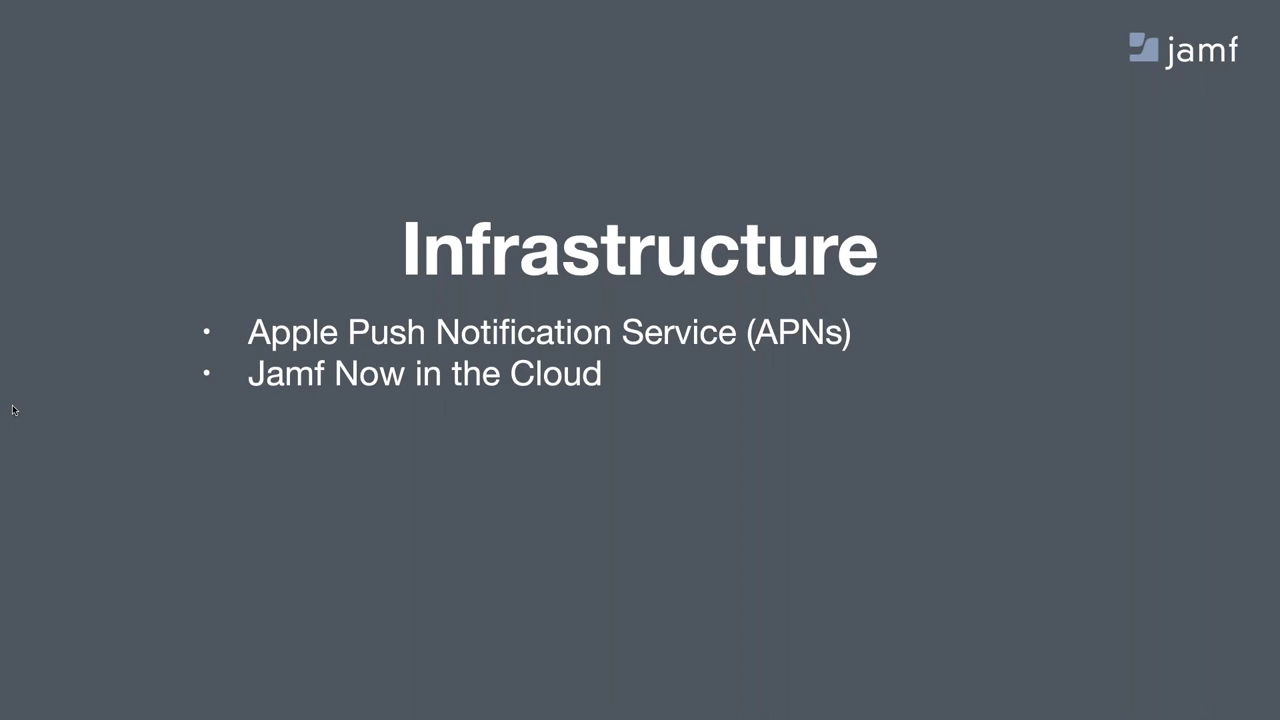 jamf
Infrastructure
• Apple Push Notification Service (APNs)
• Jamf Now in the Cloud